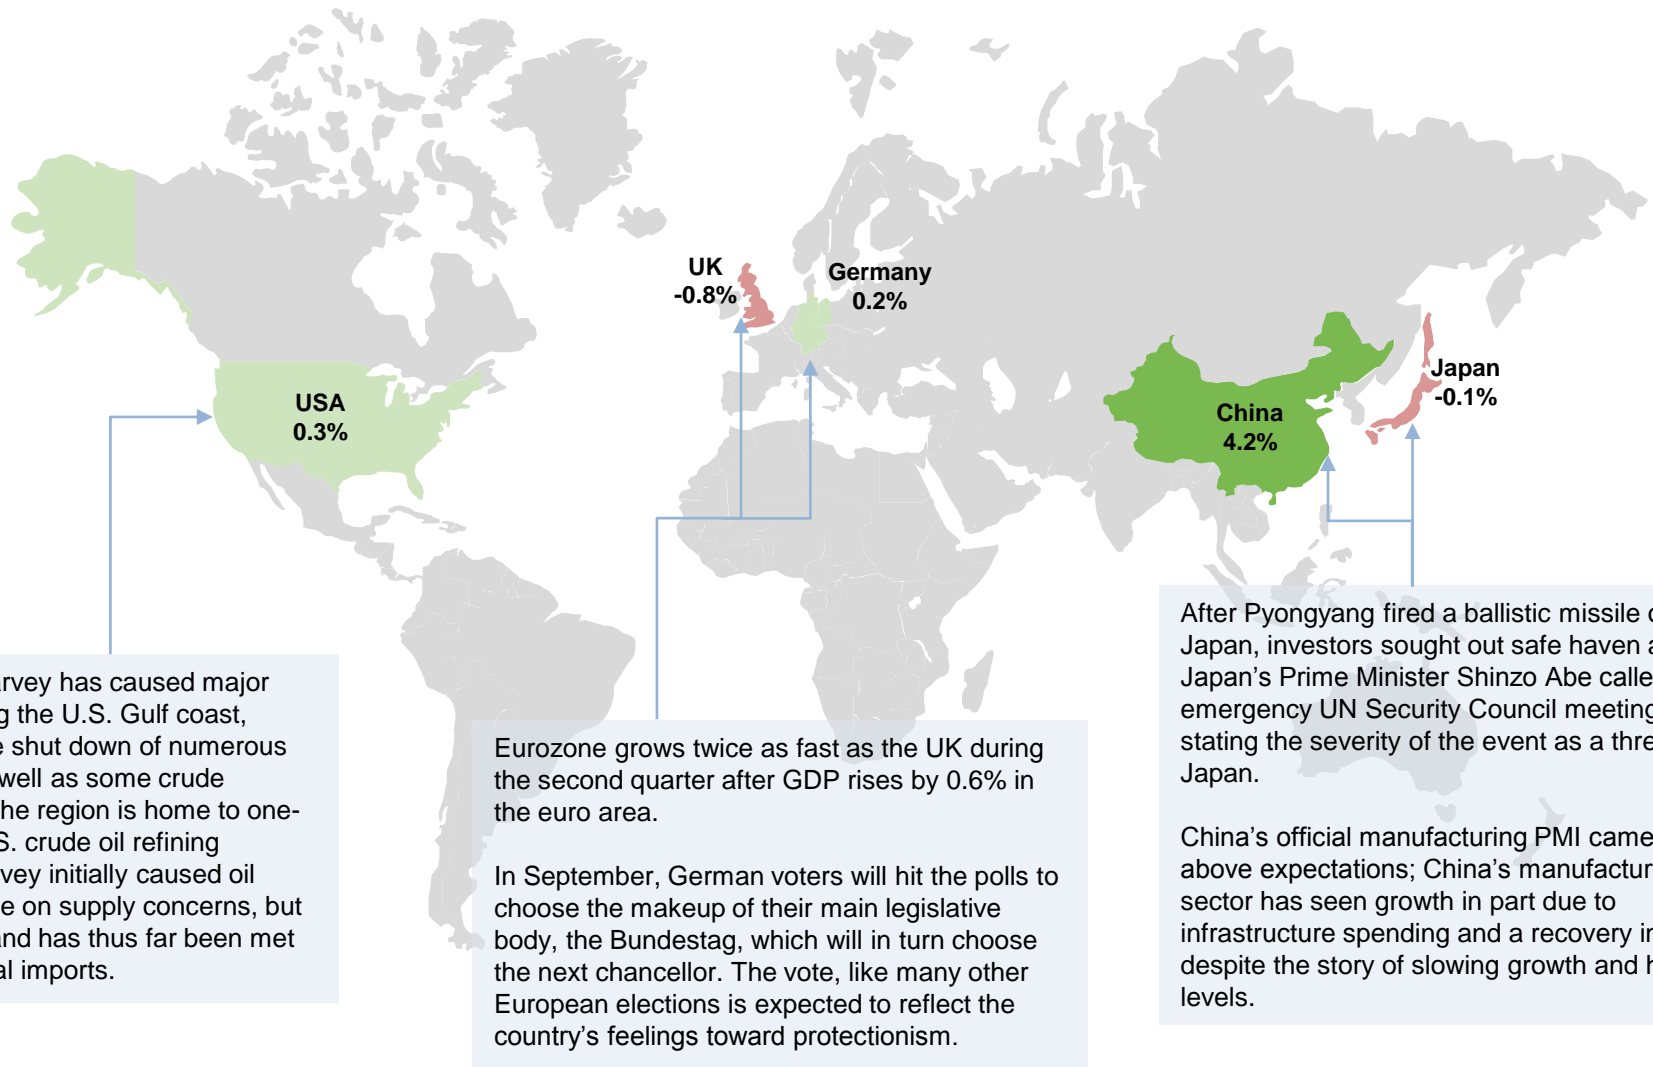 UK
-0.8%
Germany
0.2%
USA
0.3%
China
4.2%
Japan
-0.1%
has caused major
the U.S. Gulf coast,
shut down of numerous
well as some crude
he region is home to one-
crude oil refining
initially caused oil
on supply concerns, but
and has thus far been met
imports.
Eurozone grows twice as fast as the UK during
the second quarter after GDP rises by 0.6% in
the euro area.
In September, German voters will hit the polls to
choose the makeup of their main legislative
body, the Bundestag, which will in turn choose
the next chancellor. The vote, like many other
European elections is expected to reflect the
country's feelings toward protectionism.
After Pyongyang fired a ballistic missile
Japan, investors sought out safe haven
Japan's Prime Minister Shinzo Abe
emergency UN Security Council meeting
stating the severity of the event as a
Japan.
China's official manufacturing PMI came
above expectations; China's
sector has seen growth in part due to
infrastructure spending and a recovery in
despite the story of slowing growth and
levels.